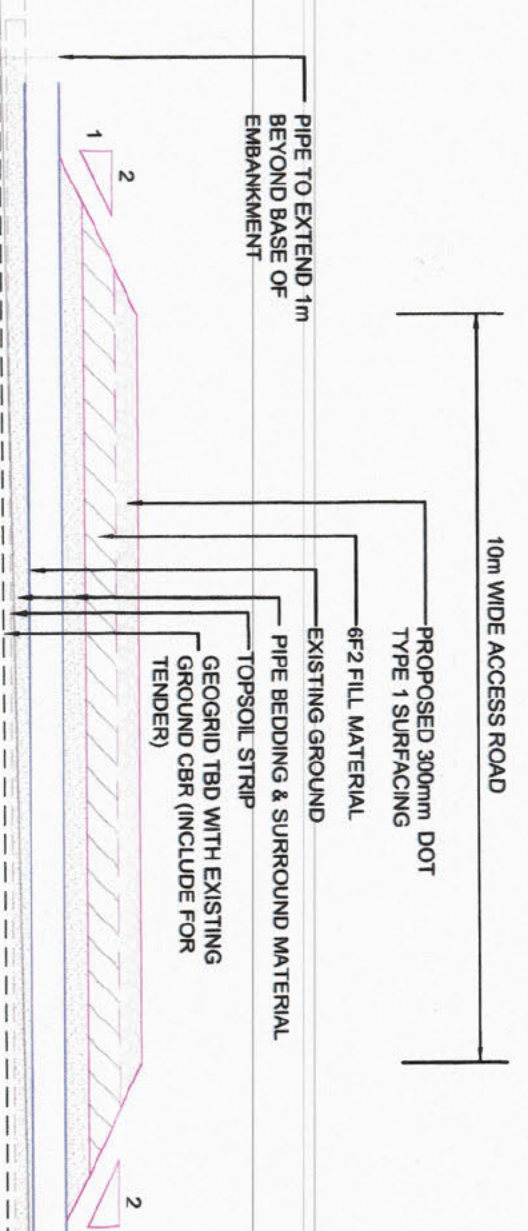 10m WIDE ACCESS ROAD
PROPOSED 300mm DOT
TYPE 1 SURFACING
6F2 FILL MATERIAL
EXISTING GROUND
PIPE BEDDING & SURROUND MATERIAL
TOPSOIL STRIP
GEOGRID TBD WITH EXISTING
GROUND CBR (INCLUDE FOR
TENDER)
PIPE TO EXTEND 1m
BEYOND BASE OF
EMBANKMENT
2
1
2